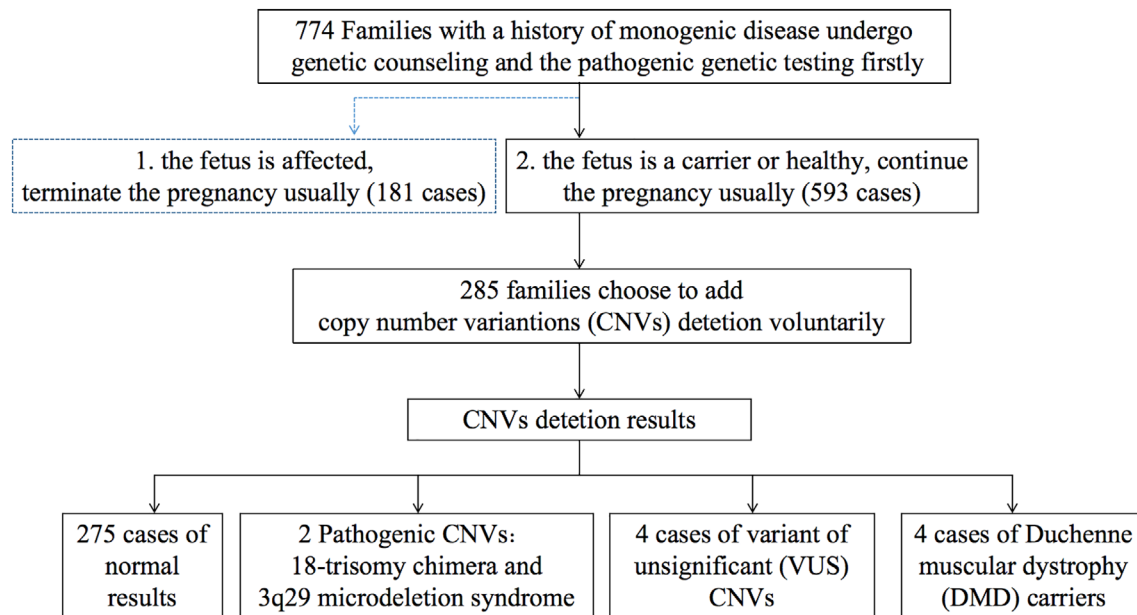 774 Families with a history of monogenic disease undergo
genetic counseling and the pathogenic genetic testing firstly
1. the fetus is affected,
terminate the pregnancy usually (181 cases)
2. the fetus is a carrier or healthy, continue
the pregnancy usually (593 cases)
285 families choose to add
copy number variantions (CNVs) detetion voluntarily
CNVs detetion results
275 cases of
normal
results
2 Pathogenic CNVs:
18-trisomy chimera and
3q29 microdeletion syndrome
4 cases of variant of
unsignificant (VUS)
CNVs
4 cases of Duchenne
muscular dystrophy
(DMD) carriers